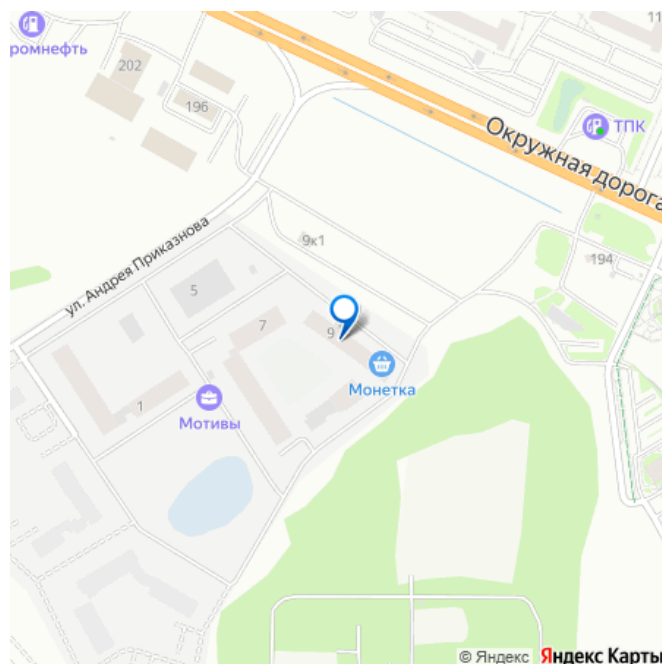 ромнефть
202
196
11
ТПК
Окружная дорога
ул. Андрея Приказнова
9к1
194
5
7
9
Монетка
1
Мотивы
© Яндекс Яндекс Карты